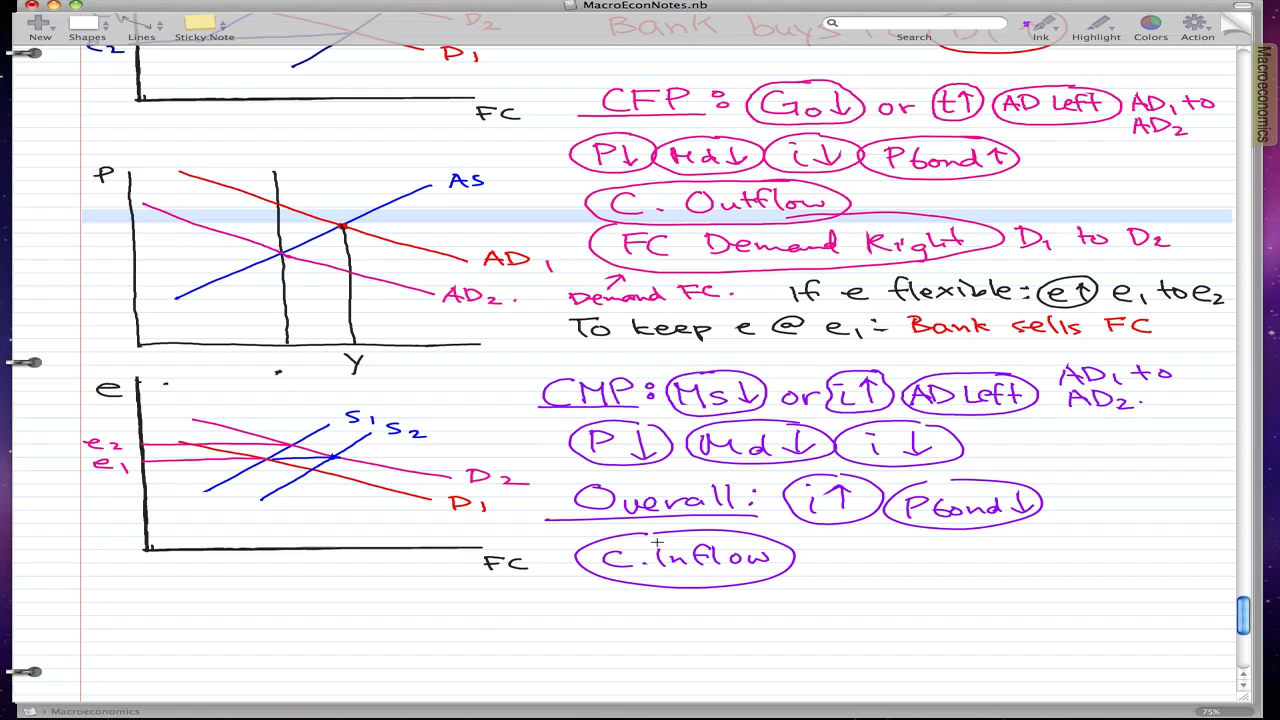 MacroEconNotes.nb
New Shapes Lines Sticky Note Search Ink Highlight Colors Action
Macroeconomics
D2
Bank buys
e2
D1
FC
CFP: Go↓ or t↑ AD Left AD1 to AD2
P↓ Md↓ i↓ Pbond↑
C. Outflow
FC Demand Right D1 to D2
Demand FC. If e flexible: e↑ e1 to e2
To keep e @ e1: Bank sells FC
P
AS
AD1
AD2.
Y
CMP: Ms↓ or i↑ AD Left AD1 to AD2.
P↓ Md↓ i↓
Overall: i↑ Pbond↓
C. inflow
e
S1
S2
e2
e1
D2
D1
FC
Macroeconomics
75%